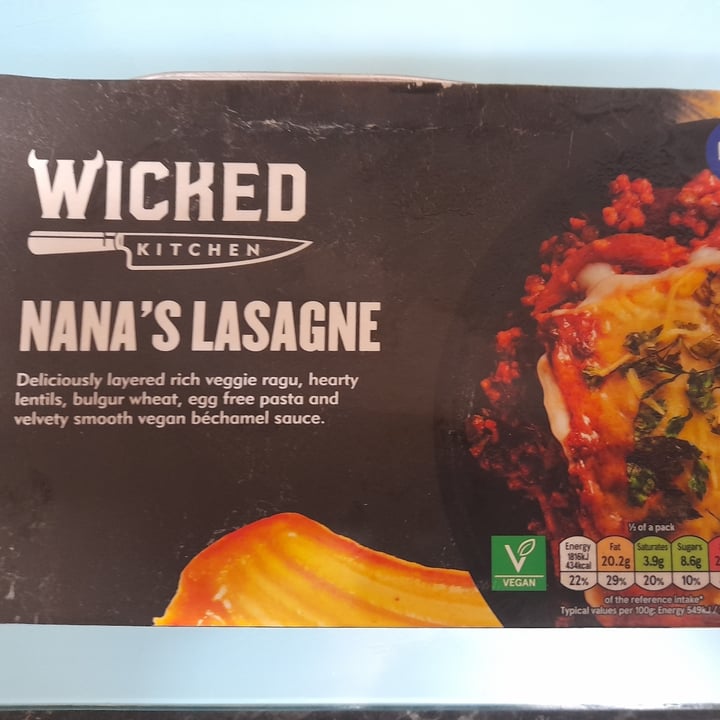 WICKED
KITCHEN
NANA'S LASAGNE
Deliciously layered rich veggie ragu, hearty
lentils, bulgur wheat, egg free pasta and
velvety smooth vegan béchamel sauce.
½ of a pack
Energy Fat Saturates Sugars
1816kJ
434kcal 20.2g 3.9g 8.6g 2
22% 29% 20% 10%
of the reference intake*
Typical values per 100g: Energy 549kJ /
V
VEGAN